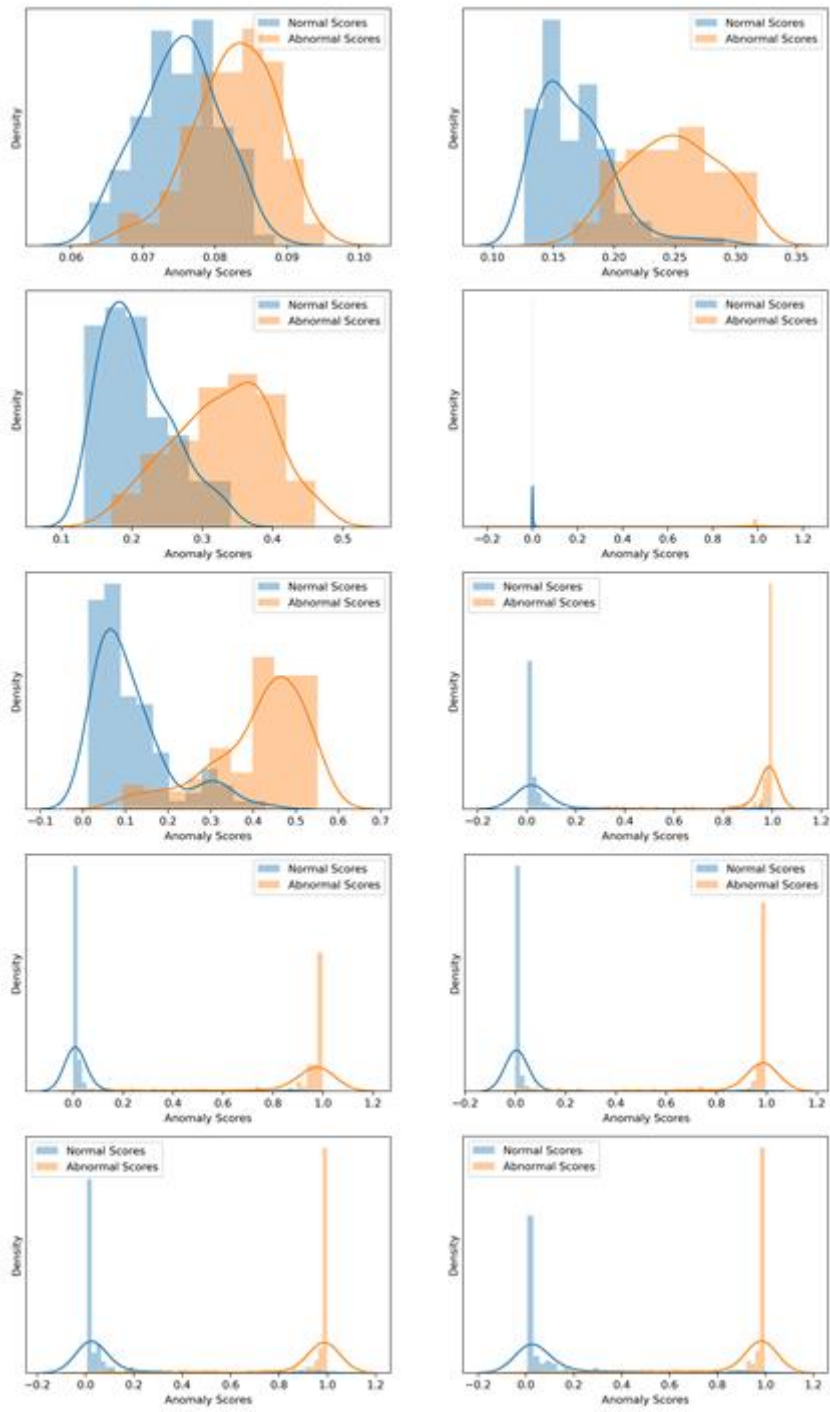 Normal Scores
Abnormal Scores
Density
0.06 0.07 0.08 0.09 0.10
Anomaly Scores
Normal Scores
Abnormal Scores
Density
0.10 0.15 0.20 0.25 0.30 0.35
Anomaly Scores
Normal Scores
Abnormal Scores
Density
0.1 0.2 0.3 0.4 0.5
Anomaly Scores
Normal Scores
Abnormal Scores
Density
−0.2 0.0 0.2 0.4 0.6 0.8 1.0 1.2
Anomaly Scores
Normal Scores
Abnormal Scores
Density
−0.1 0.0 0.1 0.2 0.3 0.4 0.5 0.6 0.7
Anomaly Scores
Normal Scores
Abnormal Scores
Density
−0.2 0.0 0.2 0.4 0.6 0.8 1.0 1.2
Anomaly Scores
Normal Scores
Abnormal Scores
Density
0.0 0.2 0.4 0.6 0.8 1.0 1.2
Anomaly Scores
Normal Scores
Abnormal Scores
Density
−0.2 0.0 0.2 0.4 0.6 0.8 1.0 1.2
Anomaly Scores
Normal Scores
Abnormal Scores
Density
−0.2 0.0 0.2 0.4 0.6 0.8 1.0 1.2
Anomaly Scores
Normal Scores
Abnormal Scores
Density
−0.2 0.0 0.2 0.4 0.6 0.8 1.0 1.2
Anomaly Scores